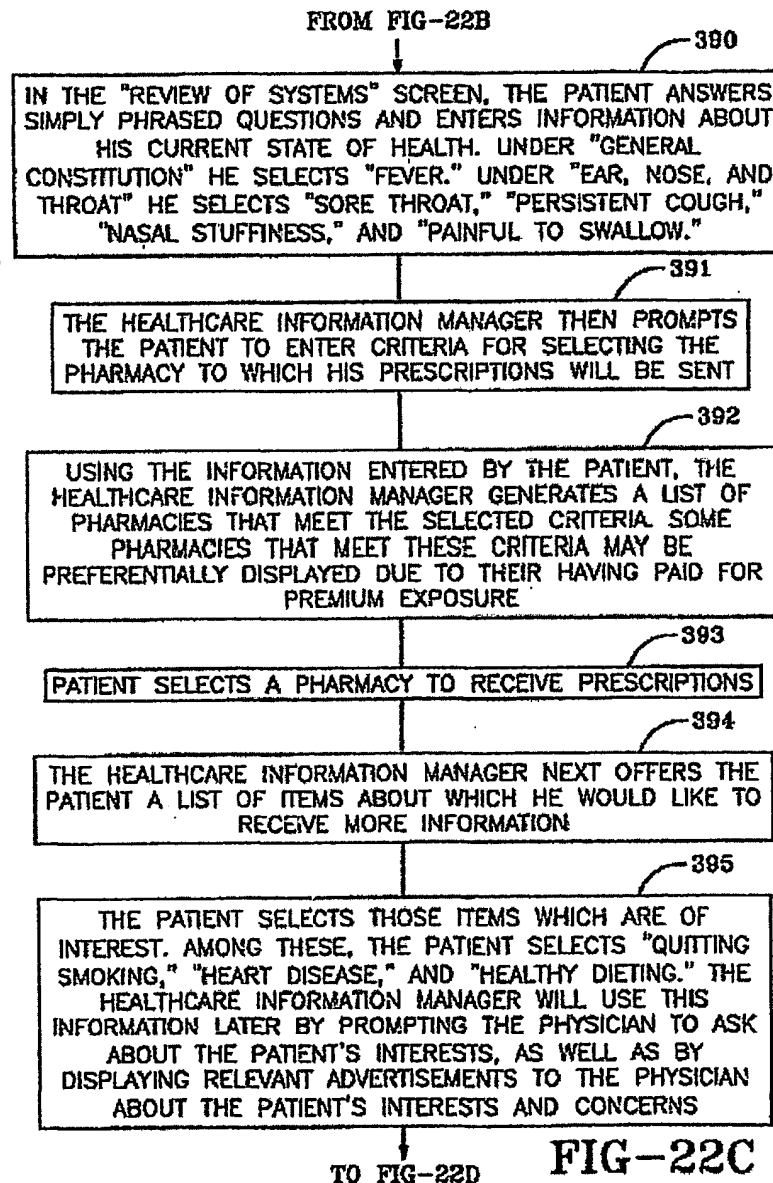 FROM FIG-22B
390
IN THE "REVIEW OF SYSTEMS" SCREEN, THE PATIENT ANSWERS
SIMPLY PHRASED QUESTIONS AND ENTERS INFORMATION ABOUT
HIS CURRENT STATE OF HEALTH. UNDER "GENERAL
CONSTITUTION" HE SELECTS "FEVER." UNDER "EAR, NOSE, AND
THROAT" HE SELECTS "SORE THROAT," "PERSISTENT COUGH,"
"NASAL STUFFINESS," AND "PAINFUL TO SWALLOW."
391
THE HEALTHCARE INFORMATION MANAGER THEN PROMPTS
THE PATIENT TO ENTER CRITERIA FOR SELECTING THE
PHARMACY TO WHICH HIS PRESCRIPTIONS WILL BE SENT
392
USING THE INFORMATION ENTERED BY THE PATIENT, THE
HEALTHCARE INFORMATION MANAGER GENERATES A LIST OF
PHARMACIES THAT MEET THE SELECTED CRITERIA. SOME
PHARMACIES THAT MEET THESE CRITERIA MAY BE
PREFERENTIALLY DISPLAYED DUE TO THEIR HAVING PAID FOR
PREMIUM EXPOSURE
393
PATIENT SELECTS A PHARMACY TO RECEIVE PRESCRIPTIONS
394
THE HEALTHCARE INFORMATION MANAGER NEXT OFFERS THE
PATIENT A LIST OF ITEMS ABOUT WHICH HE WOULD LIKE TO
RECEIVE MORE INFORMATION
395
THE PATIENT SELECTS THOSE ITEMS WHICH ARE OF
INTEREST. AMONG THESE, THE PATIENT SELECTS "QUITTING
SMOKING," "HEART DISEASE," AND "HEALTHY DIETING." THE
HEALTHCARE INFORMATION MANAGER WILL USE THIS
INFORMATION LATER BY PROMPTING THE PHYSICIAN TO ASK
ABOUT THE PATIENT'S INTERESTS, AS WELL AS BY
DISPLAYING RELEVANT ADVERTISEMENTS TO THE PHYSICIAN
ABOUT THE PATIENT'S INTERESTS AND CONCERNS
TO FIG-22D
FIG-22C